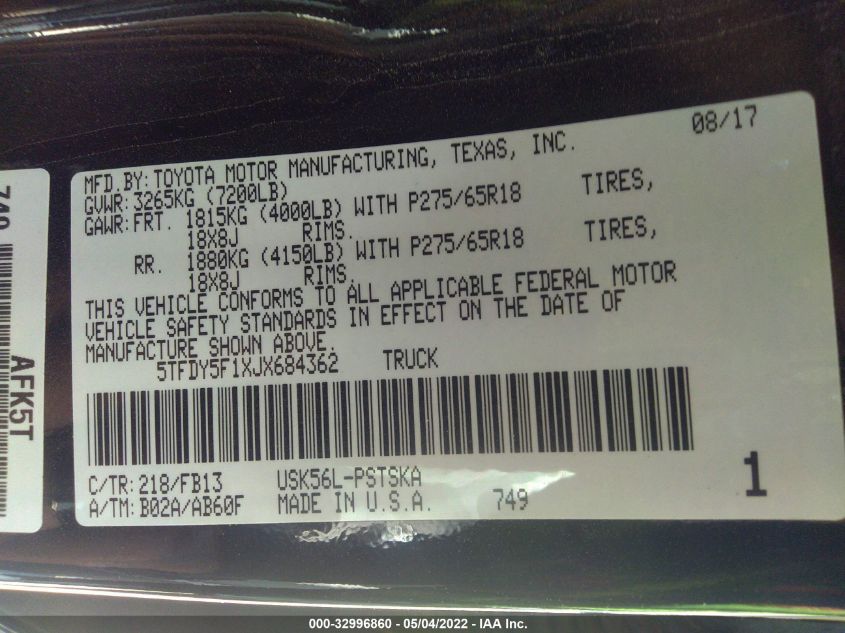 08/17
MFD.BY:TOYOTA MOTOR MANUFACTURING, TEXAS, INC.
GVWR:3265KG (7200LB)
GAWR:FRT. 1815KG (4000LB) WITH P275/65R18 TIRES,
18X8J RIMS.
RR. 1880KG (4150LB) WITH P275/65R18 TIRES,
18X8J RIMS.
THIS VEHICLE CONFORMS TO ALL APPLICABLE FEDERAL MOTOR
VEHICLE SAFETY STANDARDS IN EFFECT ON THE DATE OF
MANUFACTURE SHOWN ABOVE.
5TFDY5F1XJX684362 TRUCK
C/TR:218/FB13 USK56L-PSTSKA
A/TM:B02A/AB60F MADE IN U.S.A. 749
1
749
AFK5T
000-32996860 - 05/04/2022 - IAA Inc.